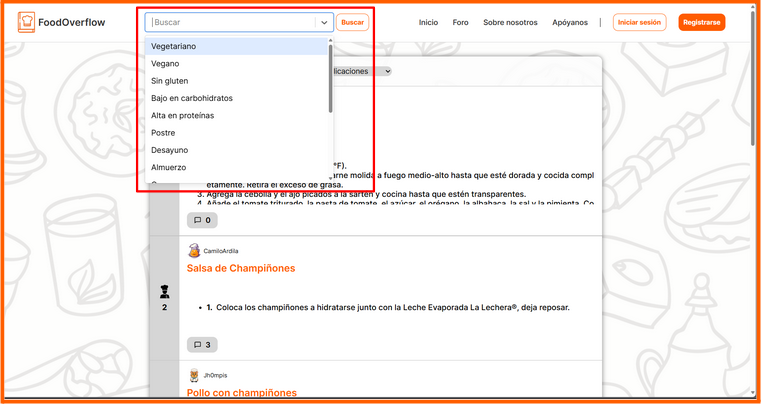 FoodOverflow
Buscar
Buscar
Inicio
Foro
Sobre nosotros
Apóyanos
|
Iniciar sesión
Registrarse
Vegetariano
Vegano
Sin gluten
Bajo en carbohidratos
Alta en proteínas
Postre
Desayuno
Almuerzo
licaciones
°F).
arne molida a fuego medio-alto hasta que esté dorada y cocida compl
etamente. Retira el exceso de grasa.
3. Agrega la cebolla y el ajo picados a la sartén y cocina hasta que estén transparentes.
4. Añade el tomate triturado, la pasta de tomate, el azúcar, el orégano, la albahaca, la sal y la pimienta. Co
0
CamiloArdila
Salsa de Champiñones
2
• 1. Coloca los champiñones a hidratarse junto con la Leche Evaporada La Lechera®, deja reposar.
3
Jh0mpis
Pollo con champiñones